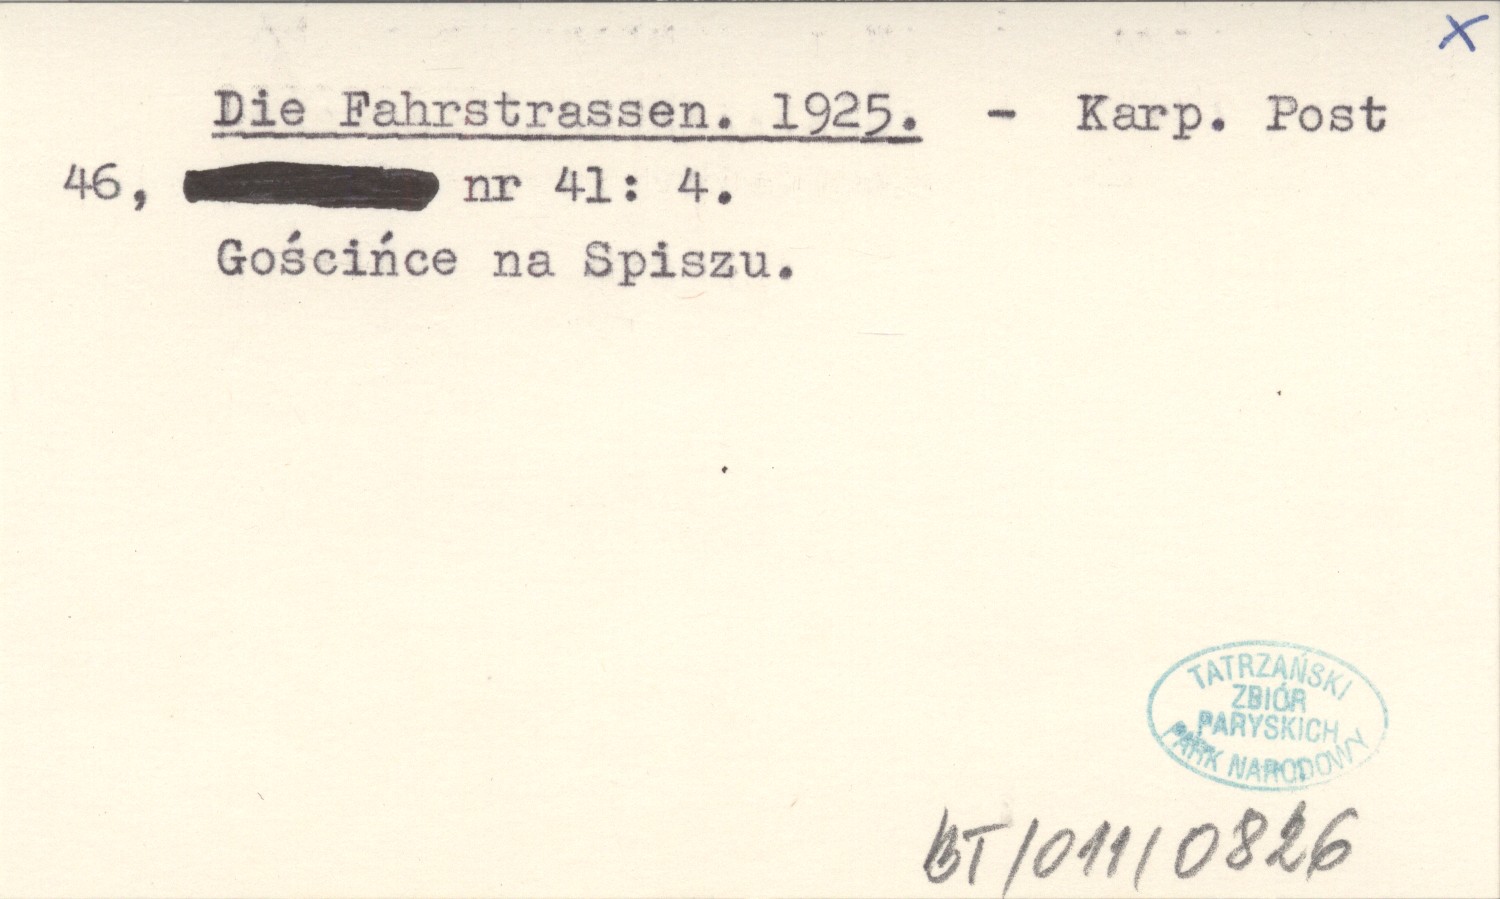 x
Die Fahrstrassen. 1925. - Karp. Post
46, nr 41: 4.
Gościńce na Spiszu.
TATRZAŃSKI
ZBIÓR
PARYSKICH
PARK NARODOWY
BT/011/0826